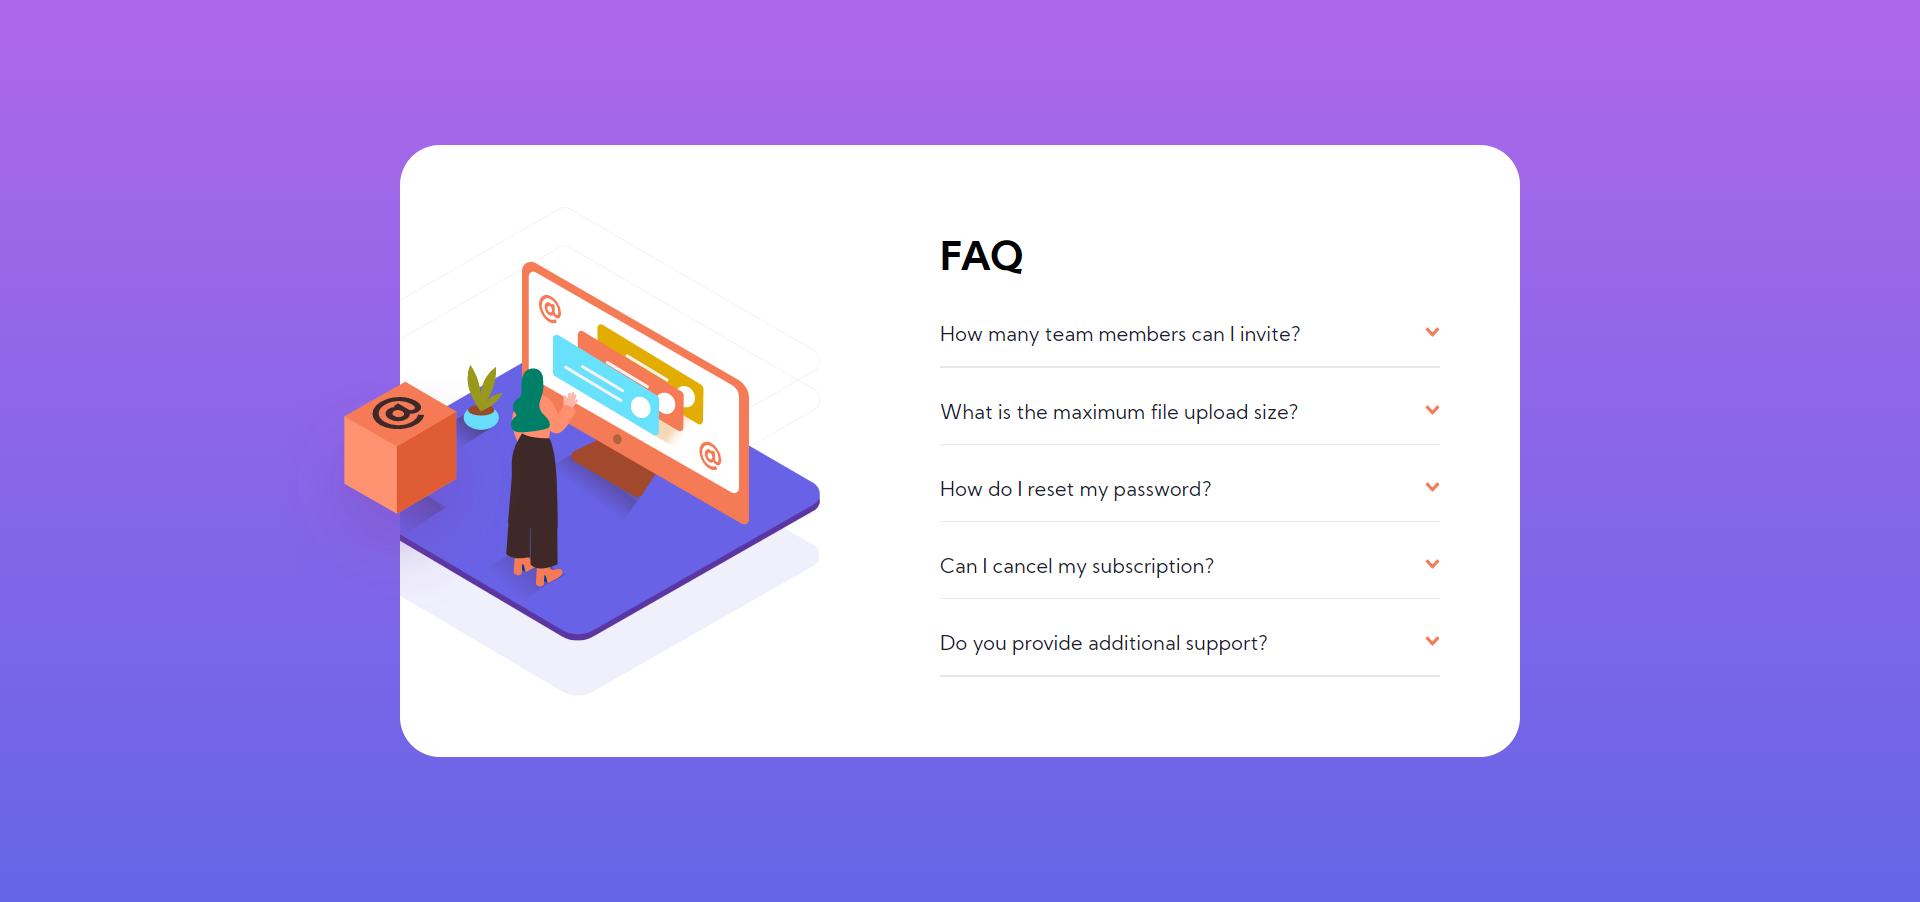 FAQ
How many team members can I invite?
What is the maximum file upload size?
How do I reset my password?
Can I cancel my subscription?
Do you provide additional support?
@
@
@